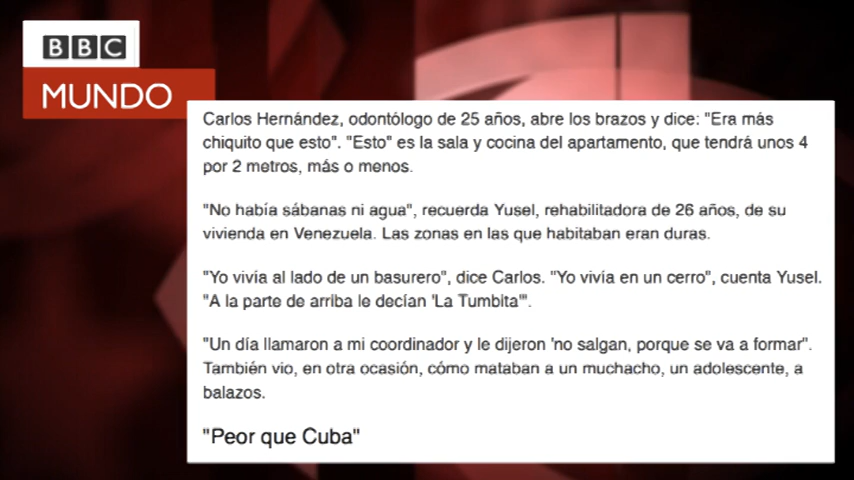 BBC
MUNDO
Carlos Hernández, odontólogo de 25 años, abre los brazos y dice: "Era más
chiquito que esto". "Esto" es la sala y cocina del apartamento, que tendrá unos 4
por 2 metros, más o menos.
"No había sábanas ni agua", recuerda Yusel, rehabilitadora de 26 años, de su
vivienda en Venezuela. Las zonas en las que habitaban eran duras.
"Yo vivía al lado de un basurero", dice Carlos. "Yo vivía en un cerro", cuenta Yusel.
"A la parte de arriba le decían 'La Tumbita'".
"Un día llamaron a mi coordinador y le dijeron 'no salgan, porque se va a formar".
También vio, en otra ocasión, cómo mataban a un muchacho, un adolescente, a
balazos.
"Peor que Cuba"